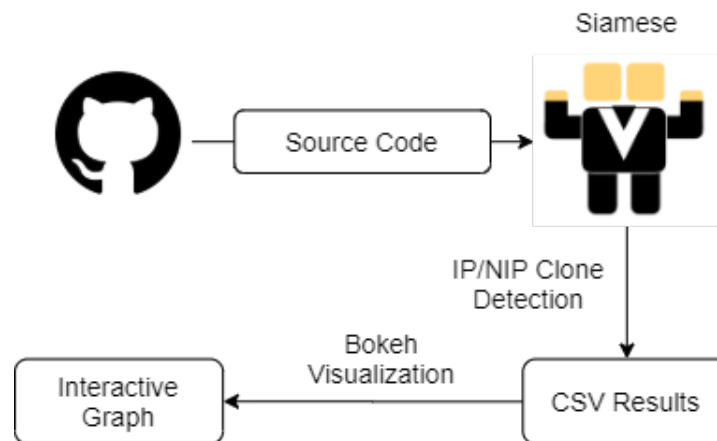 Siamese
Source Code
IP/NIP Clone
Detection
Bokeh
Visualization
Interactive
Graph
CSV Results